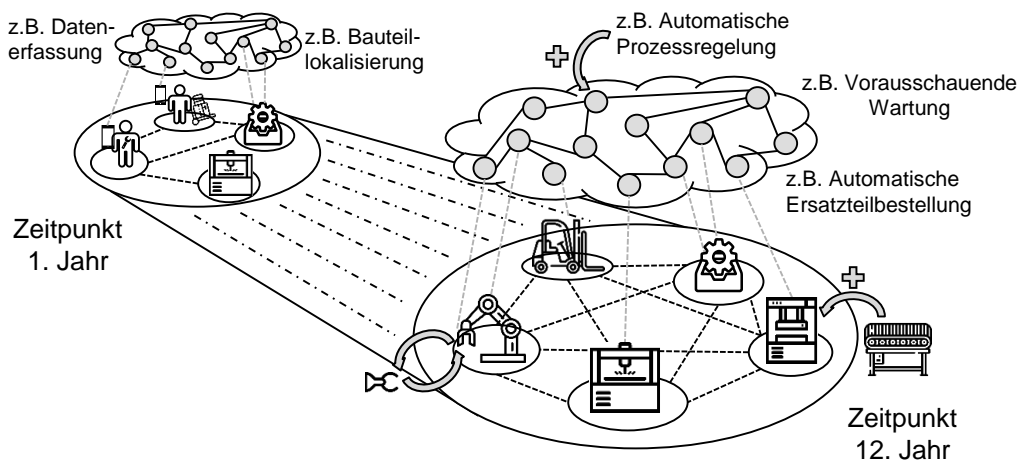 z.B. Daten-
erfassung
z.B. Bauteil-
lokalisierung
z.B. Automatische
Prozessregelung
z.B. Vorausschauende
Wartung
z.B. Automatische
Ersatzteilbestellung
Zeitpunkt
1. Jahr
Zeitpunkt
12. Jahr